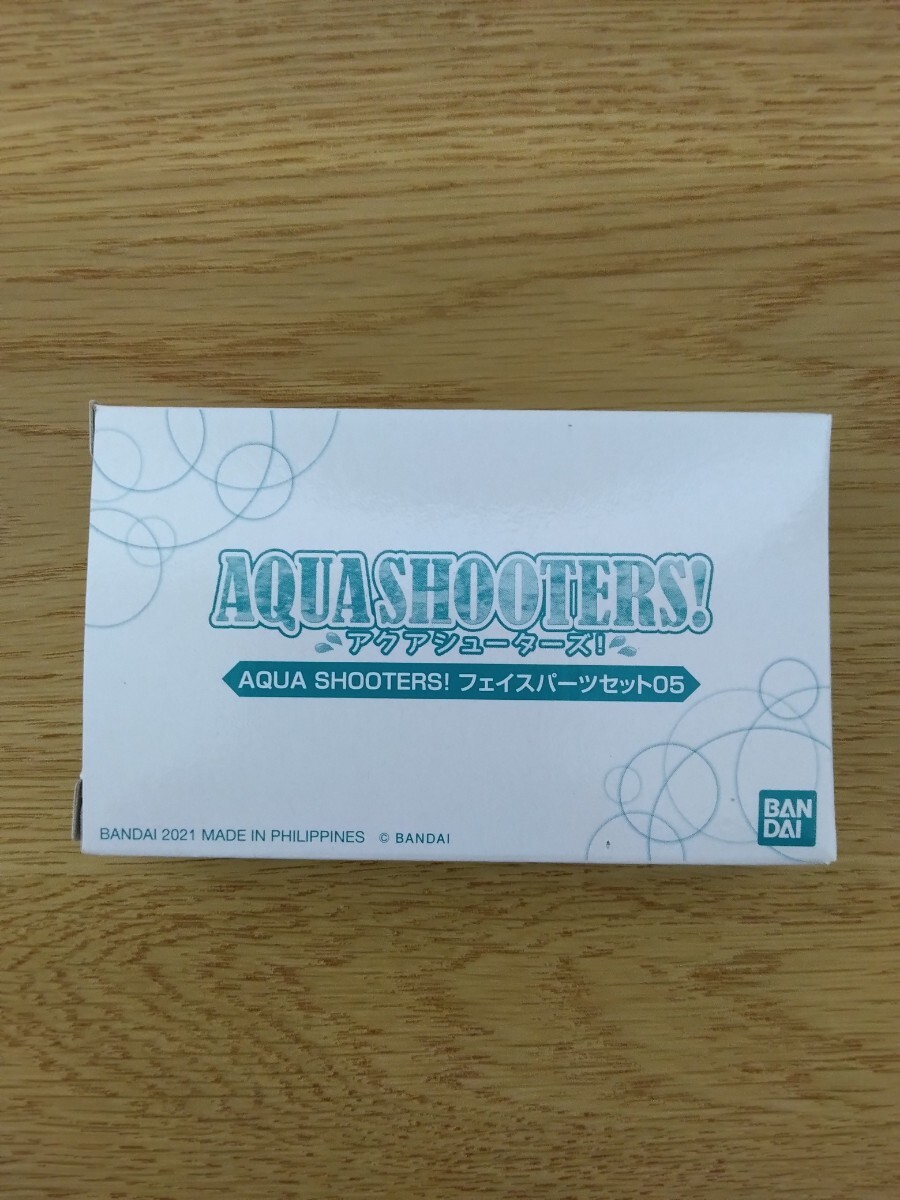 AQUA SHOOTERS!
アクアシューターズ!
AQUA SHOOTERS! フェイスパーツセット05
BANDAI 2021 MADE IN PHILIPPINES © BANDAI
BAN
DAI